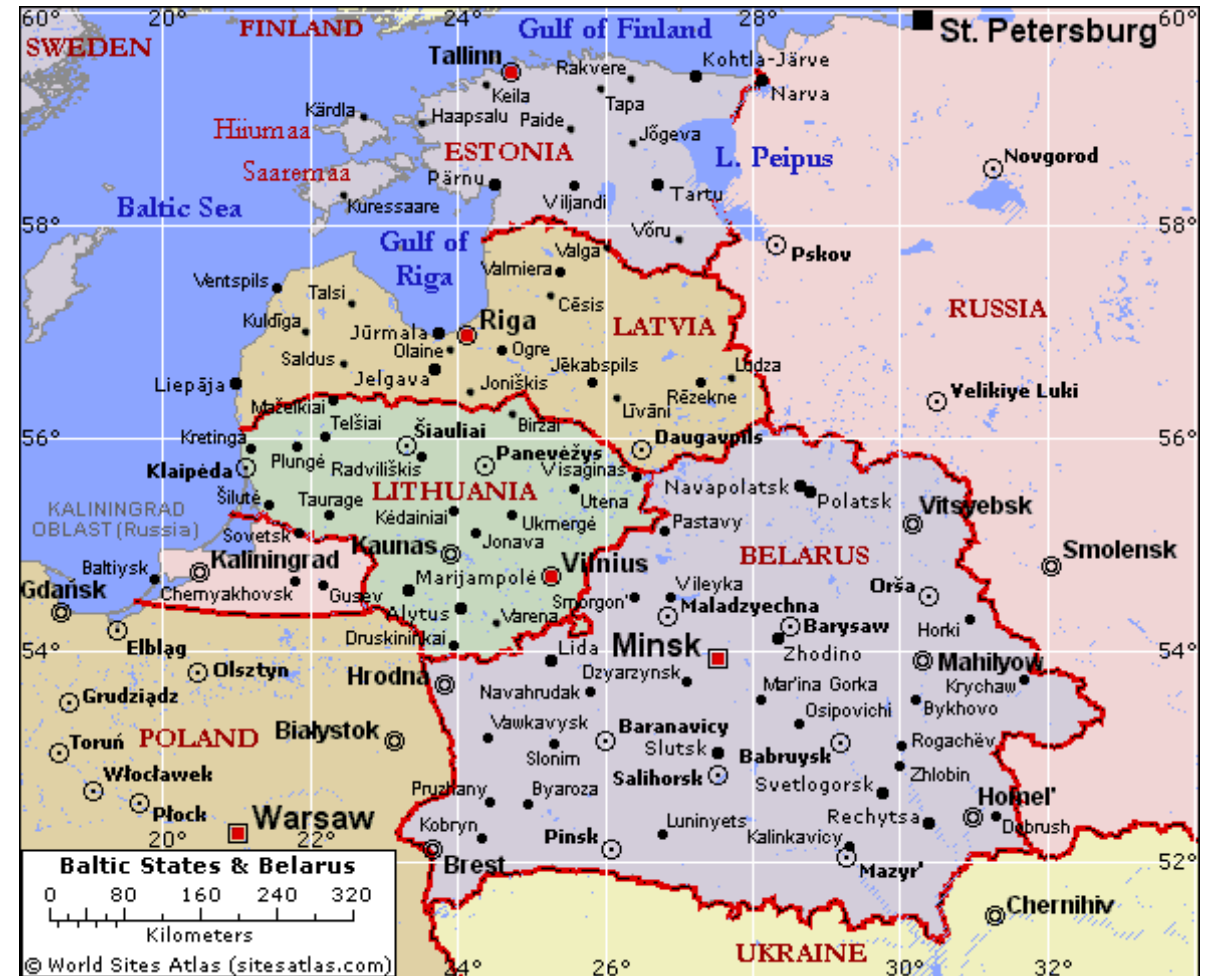 20°
24°
28°
60°
60°
SWEDEN
FINLAND
Gulf of Finland
St. Petersburg
Tallinn
Rakvere
Kohtla-Järve
Keila
Tapa
Narva
Kärdla
Haapsalu
Paide
Hiiumaa
Jõgeva
ESTONIA
L. Peipus
Novgorod
Saaremaa
Pärnu
Kuressaare
Viljandi
Tartu
Baltic Sea
58°
58°
Võru
Gulf of
Riga
Valga
Pskov
Valmiera
Ventspils
Talsi
Cēsis
RUSSIA
Kuldīga
Jūrmala
Riga
LATVIA
Olaine
Ogre
Saldus
Jēkabspils
Ludza
Liepāja
Jelgava
Joniškis
Rēzekne
Velikiye Luki
Mažeikiai
Līvāni
Telšiai
Šiauliai
Biržai
56°
56°
Kretinga
Daugavpils
Klaipėda
Plungė
Radviliškis
Panevėžys
Visaginas
Šilutė
Taurage
LITHUANIA
Utena
Navapolatsk
Polatsk
Vitsyebsk
KALININGRAD
OBLAST (Russia)
Kėdainiai
Ukmergė
Pastavy
Sovetsk
Kaunas
Jonava
BELARUS
Smolensk
Baltiysk
Kaliningrad
Vilnius
Gdańsk
Chernyakhovsk
Gusev
Marijampolė
Vileyka
Orša
Alytus
Varena
Smorgon
Maladzyechna
Barysaw
Horki
Elbląg
Druskininkai
Lida
Minsk
Zhodino
54°
54°
Olsztyn
Hrodna
Dzyarzynsk
Mahilyow
Grudziądz
Navahrudak
Mar'ina Gorka
Krychaw
Osipovichi
Bykhovo
Toruń
POLAND
Białystok
Vawkavysk
Baranavicy
Slonim
Slutsk
Babruysk
Rogachëv
Włocławek
Salihorsk
Zhlobin
Płock
Pruzhany
Byaroza
Svetlogorsk
Homel'
Warsaw
20°
22°
Kobryn
Pinsk
Luninyets
Kalinkavicy
Rechytsa
Dobrush
Brest
Mazyr'
52°
52°
Baltic States & Belarus
0 80 160 240 320
Kilometers
Chernihiv
UKRAINE
© World Sites Atlas (sitesatlas.com)
24°
26°
30°
32°